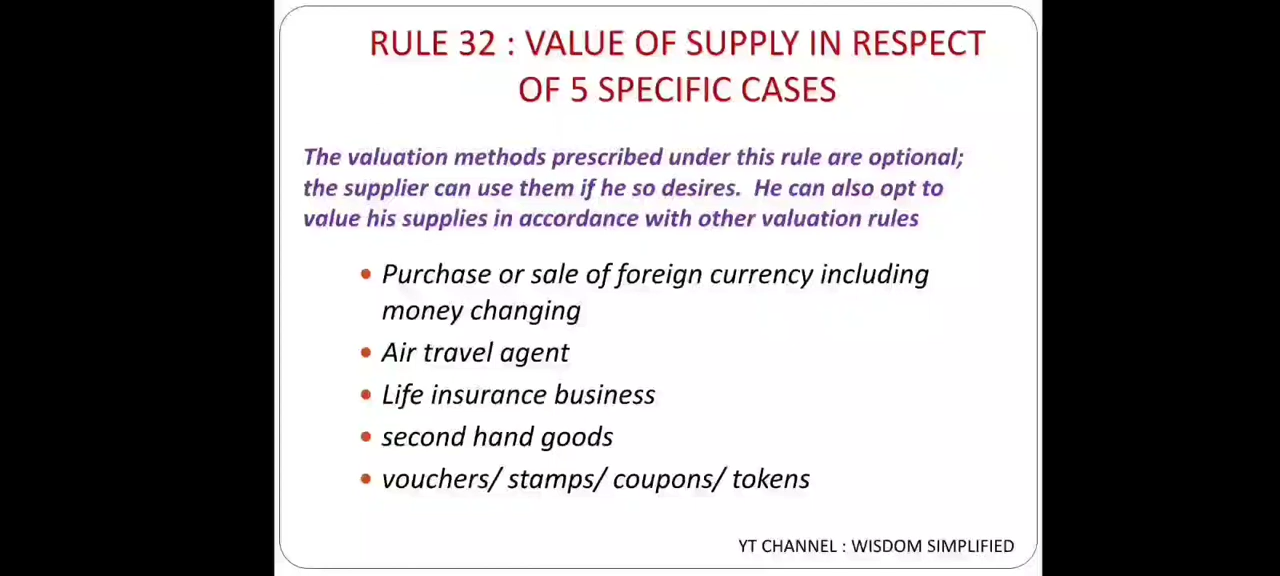 RULE 32 : VALUE OF SUPPLY IN RESPECT
OF 5 SPECIFIC CASES
The valuation methods prescribed under this rule are optional;
the supplier can use them if he so desires.  He can also opt to
value his supplies in accordance with other valuation rules
• Purchase or sale of foreign currency including
money changing
• Air travel agent
• Life insurance business
• second hand goods
• vouchers/ stamps/ coupons/ tokens
YT CHANNEL : WISDOM SIMPLIFIED